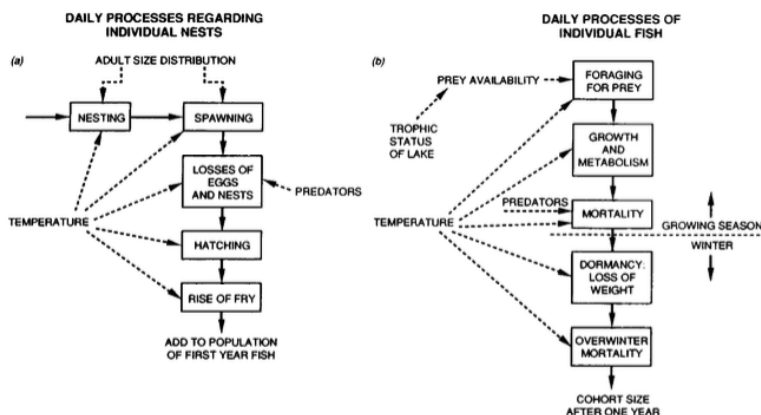 DAILY PROCESSES REGARDING
INDIVIDUAL NESTS
(a)
ADULT SIZE DISTRIBUTION
NESTING
SPAWNING
LOSSES OF
EGGS
AND NESTS
PREDATORS
TEMPERATURE
HATCHING
RISE OF FRY
ADD TO POPULATION
OF FIRST YEAR FISH
DAILY PROCESSES OF
INDIVIDUAL FISH
(b)
PREY AVAILABILITY
FORAGING
FOR PREY
TROPHIC
STATUS
OF LAKE
GROWTH
AND
METABOLISM
PREDATORS
MORTALITY
TEMPERATURE
GROWING SEASON
WINTER
DORMANCY:
LOSS OF
WEIGHT
OVERWINTER
MORTALITY
COHORT SIZE
AFTER ONE YEAR